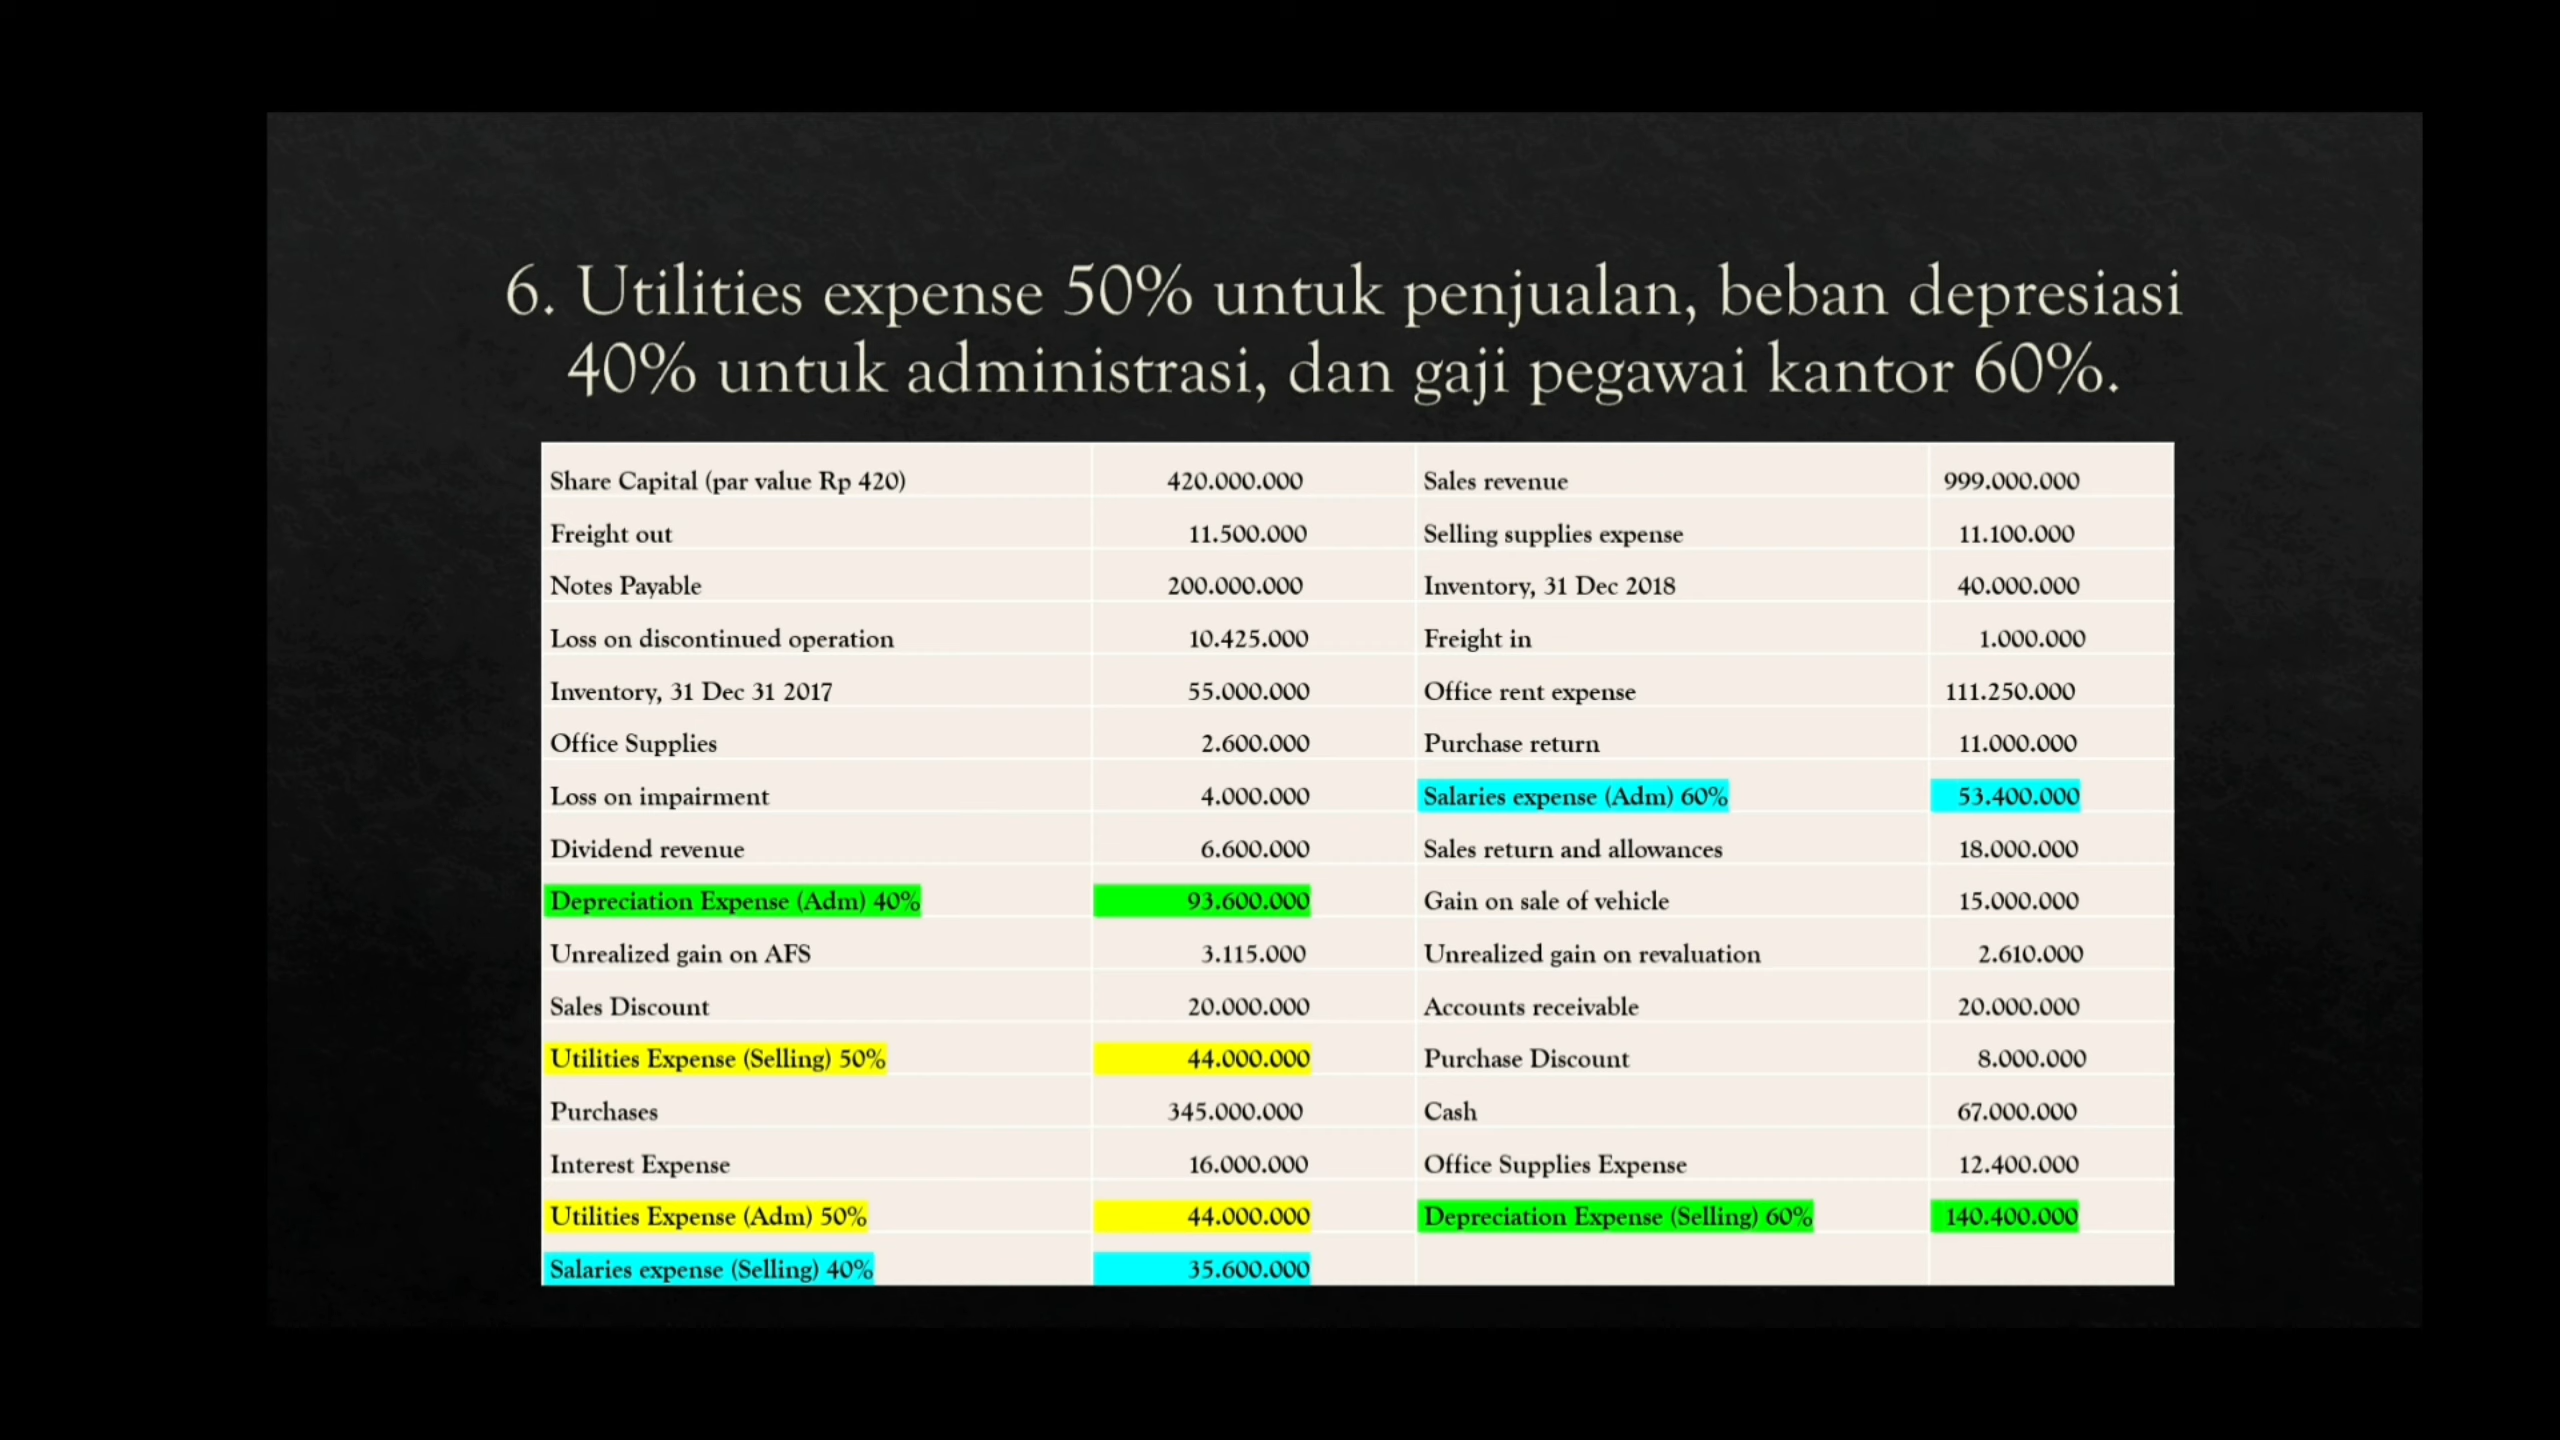 6. Utilities expense 50% untuk penjualan, beban depresiasi
40% untuk administrasi, dan gaji pegawai kantor 60%.
Share Capital (par value Rp 420) 420.000.000 Sales revenue 999.000.000
Freight out 11.500.000 Selling supplies expense 11.100.000
Notes Payable 200.000.000 Inventory, 31 Dec 2018 40.000.000
Loss on discontinued operation 10.425.000 Freight in 1.000.000
Inventory, 31 Dec 31 2017 55.000.000 Office rent expense 111.250.000
Office Supplies 2.600.000 Purchase return 11.000.000
Loss on impairment 4.000.000 Salaries expense (Adm) 60% 53.400.000
Dividend revenue 6.600.000 Sales return and allowances 18.000.000
Depreciation Expense (Adm) 40% 93.600.000 Gain on sale of vehicle 15.000.000
Unrealized gain on AFS 3.115.000 Unrealized gain on revaluation 2.610.000
Sales Discount 20.000.000 Accounts receivable 20.000.000
Utilities Expense (Selling) 50% 44.000.000 Purchase Discount 8.000.000
Purchases 345.000.000 Cash 67.000.000
Interest Expense 16.000.000 Office Supplies Expense 12.400.000
Utilities Expense (Adm) 50% 44.000.000 Depreciation Expense (Selling) 60% 140.400.000
Salaries expense (Selling) 40% 35.600.000